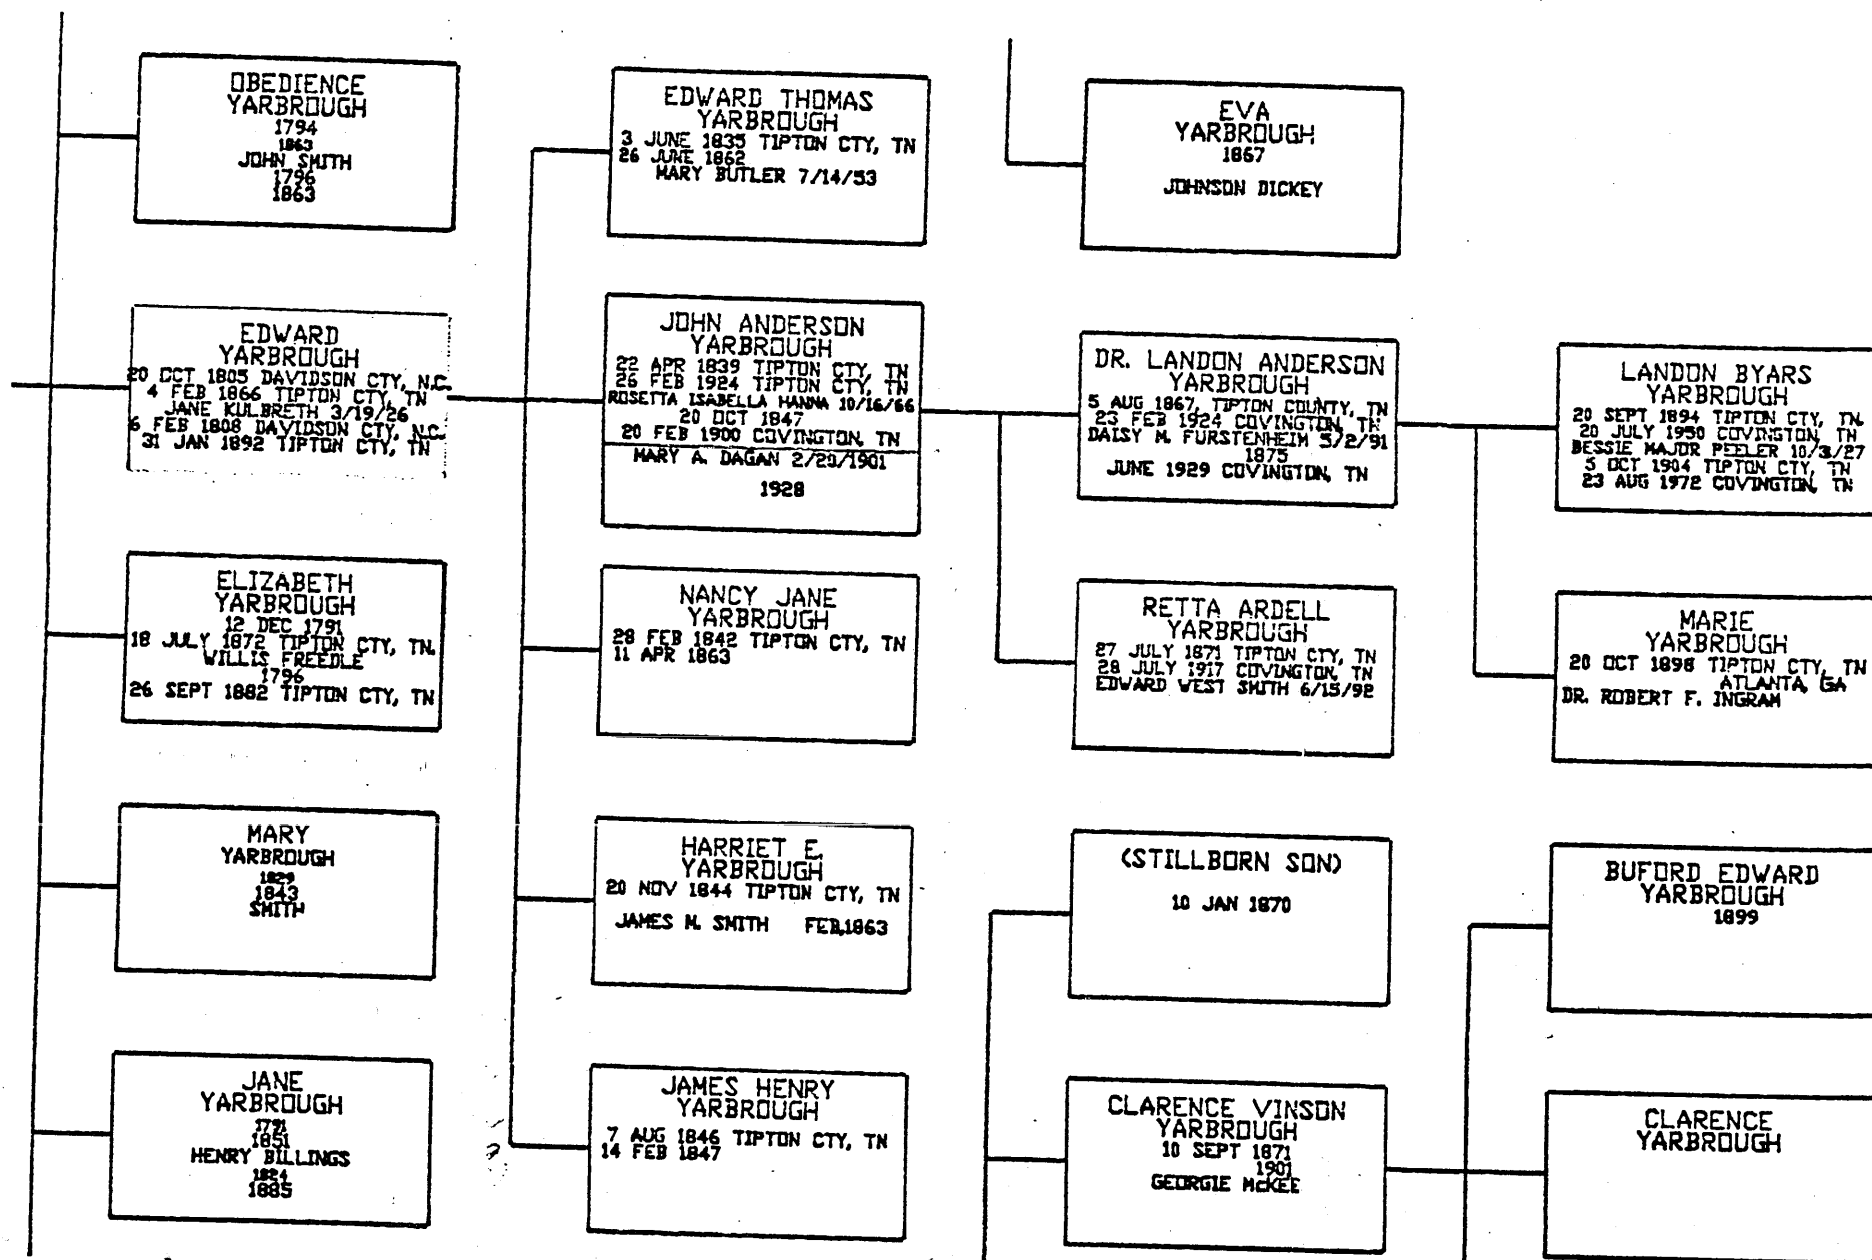 OBEDIENCE
YARBROUGH
1794
1863
JOHN SMITH
1796
1863
EDWARD
YARBROUGH
20 OCT 1805 DAVIDSON CTY, N.C.
4 FEB 1866 TIPTON CTY, TN
JANE KULBRETH 3/19/26
6 FEB 1808 DAVIDSON CTY, N.C.
31 JAN 1892 TIPTON CTY, TN
ELIZABETH
YARBROUGH
12 DEC 1791
18 JULY 1872 TIPTON CTY, TN.
WILLIS FREEDLE
1796
26 SEPT 1882 TIPTON CTY, TN
MARY
YARBROUGH
1829
1843
SMITH
JANE
YARBROUGH
1791
1851
HENRY BILLINGS
1824
1885
EDWARD THOMAS
YARBROUGH
3 JUNE 1835 TIPTON CTY, TN
26 JUNE 1862
MARY BUTLER 7/14/53
JOHN ANDERSON
YARBROUGH
22 APR 1839 TIPTON CTY, TN
26 FEB 1924 TIPTON CTY, TN
ROSETTA ISABELLA HANNA 10/16/66
20 OCT 1847
20 FEB 1900 COVINGTON, TN
MARY A. DAGAN 2/20/1901
1928
NANCY JANE
YARBROUGH
28 FEB 1842 TIPTON CTY, TN
11 APR 1863
HARRIET E.
YARBROUGH
20 NOV 1844 TIPTON CTY, TN
JAMES M. SMITH FEB,1863
JAMES HENRY
YARBROUGH
7 AUG 1846 TIPTON CTY, TN
14 FEB 1847
EVA
YARBROUGH
1867
JOHNSON DICKEY
DR. LANDON ANDERSON
YARBROUGH
5 AUG 1867, TIPTON COUNTY, TN
23 FEB 1924 COVINGTON, TN
DAISY M. FURSTENHEIM 5/2/91
1875
JUNE 1929 COVINGTON, TN
RETTA ARDELL
YARBROUGH
27 JULY 1871 TIPTON CTY, TN
28 JULY 1917 COVINGTON, TN
EDWARD WEST SMITH 6/15/92
(STILLBORN SON)
10 JAN 1870
CLARENCE VINSON
YARBROUGH
10 SEPT 1871
1901
GEORGIE McKEE
LANDON BYARS
YARBROUGH
20 SEPT 1894 TIPTON CTY, TN.
20 JULY 1950 COVINGTON, TN
BESSIE MAJOR PEELER 10/3/27
5 OCT 1904 TIPTON CTY, TN
23 AUG 1972 COVINGTON, TN
MARIE
YARBROUGH
20 OCT 1898 TIPTON CTY, TN
ATLANTA, GA
DR. ROBERT F. INGRAM
BUFORD EDWARD
YARBROUGH
1899
CLARENCE
YARBROUGH